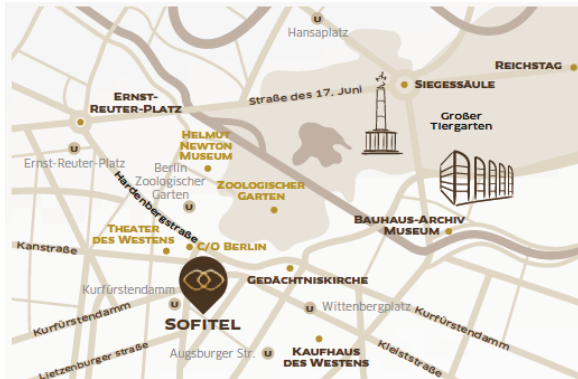 U
Hansaplatz
REICHSTAG
SIEGESSÄULE
ERNST-
REUTER-PLATZ
Straße des 17. Juni
Großer
Tiergarten
U
Ernst-Reuter-Platz
HELMUT
NEWTON
MUSEUM
Berlin
Zoologischer
Garten
U
Hardenbergstraße
ZOOLOGISCHER
GARTEN
BAUHAUS-ARCHIV
MUSEUM
THEATER
DES WESTENS
C/O BERLIN
Kanstraße
GEDÄCHTNISKIRCHE
Kurfürstendamm
U
SOFITEL
U
Wittenbergplatz
Kurfürstendamm
Kurfürstendamm
Kleiststraße
Lietzenburger straße
Augsburger Str.
U
KAUFHAUS
DES WESTENS